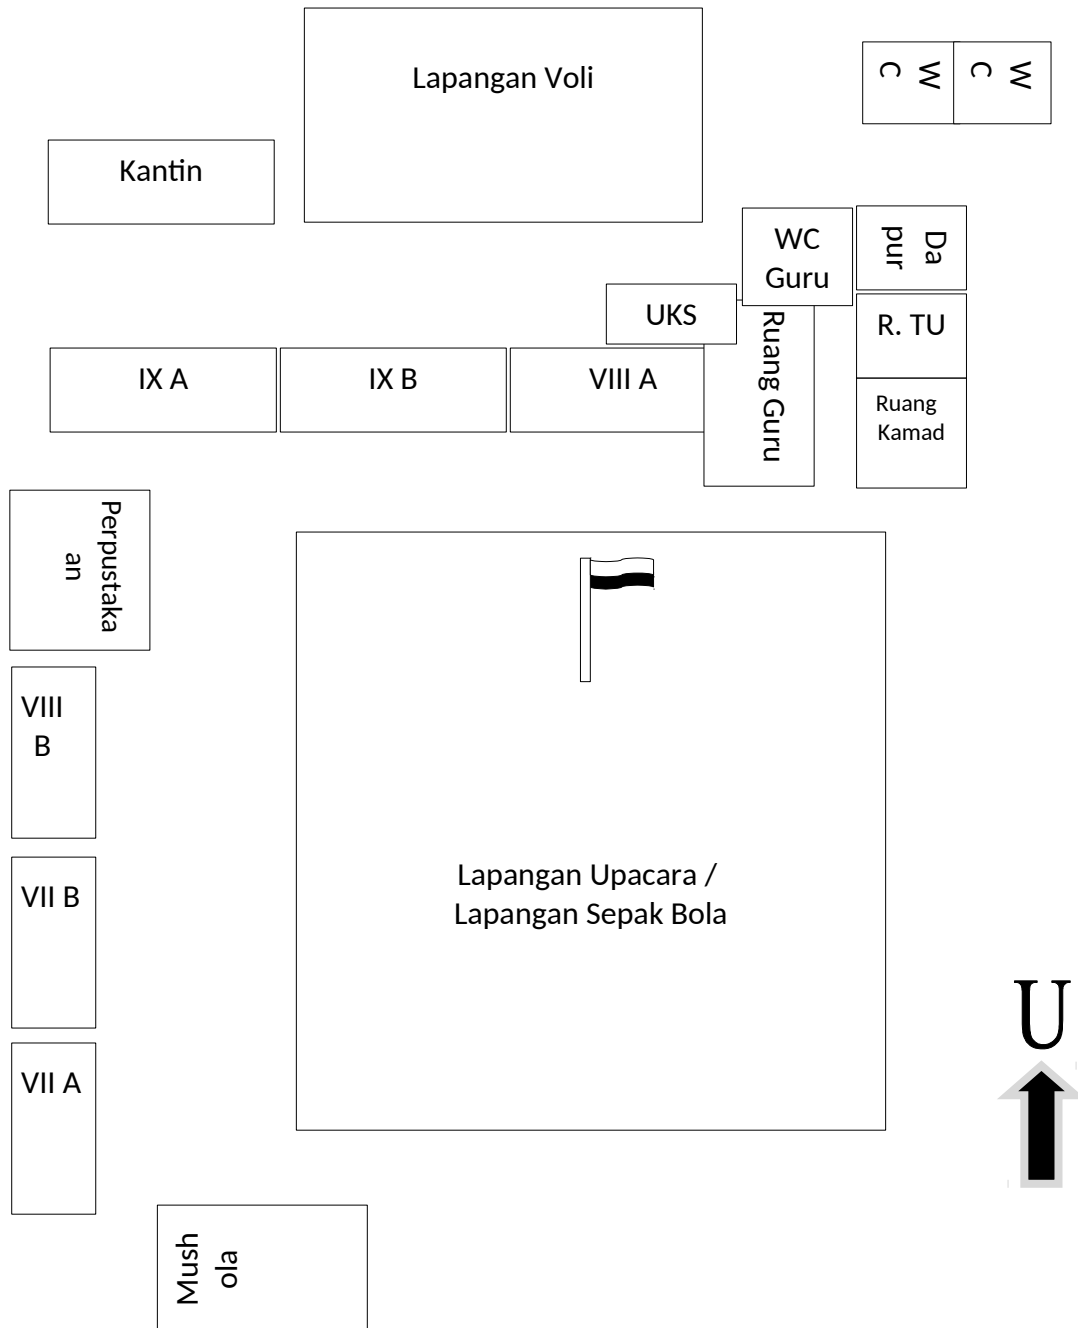 Lapangan Voli
W
C
W
C
Kantin
WC
Guru
Da
pur
UKS
R. TU
Ruang Guru
IX A
IX B
VIII A
Ruang
Kamad
Perpustaka
an
VIII
B
VII B
Lapangan Upacara /
Lapangan Sepak Bola
U
VII A
Mush
ola